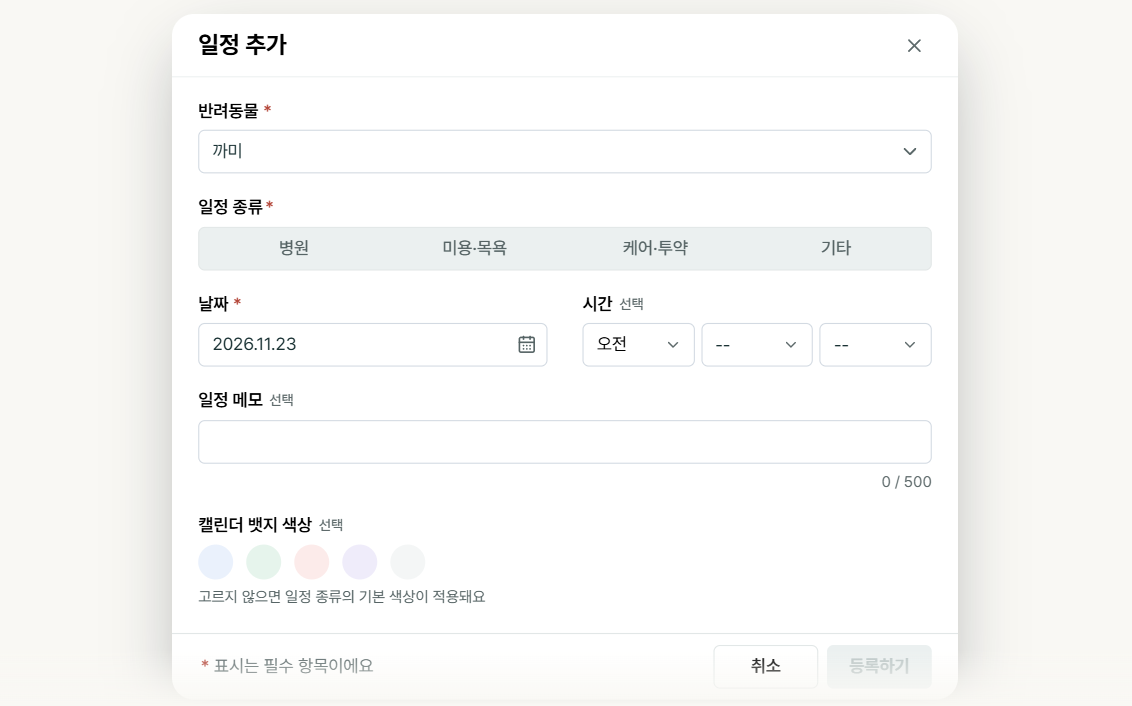 일정 추가
반려동물 *
까미
일정 종류 *
병원 미용·목욕 케어·투약 기타
날짜 * 시간 선택
2026.11.23 오전 -- --
일정 메모 선택
0 / 500
캘린더 뱃지 색상 선택
고르지 않으면 일정 종류의 기본 색상이 적용돼요
* 표시는 필수 항목이에요 취소 등록하기